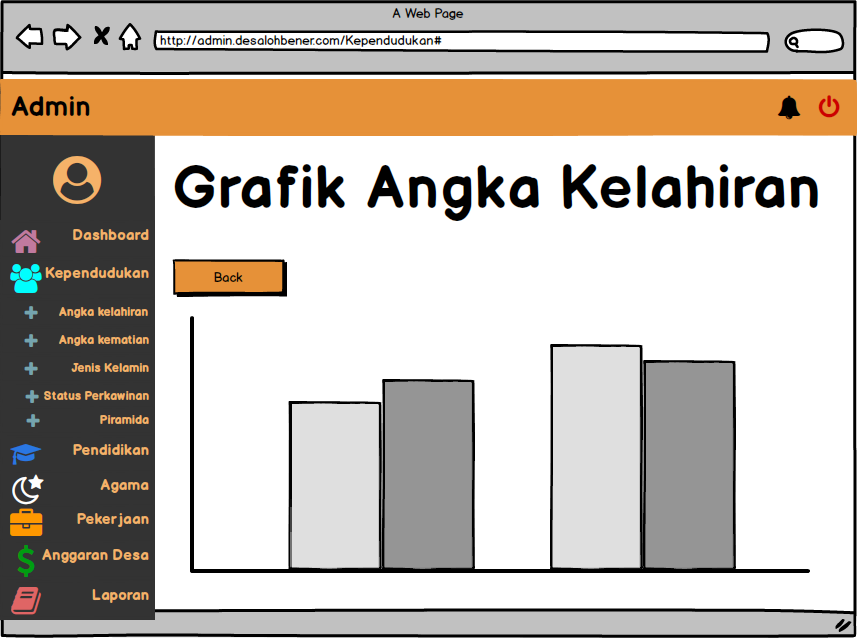 A Web Page
http://admin.desalohbener.com/Kependudukan#
Admin
Grafik Angka Kelahiran
Back
Dashboard
Kependudukan
Angka kelahiran
Angka kematian
Jenis Kelamin
Status Perkawinan
Piramida
Pendidikan
Agama
Pekerjaan
Anggaran Desa
Laporan